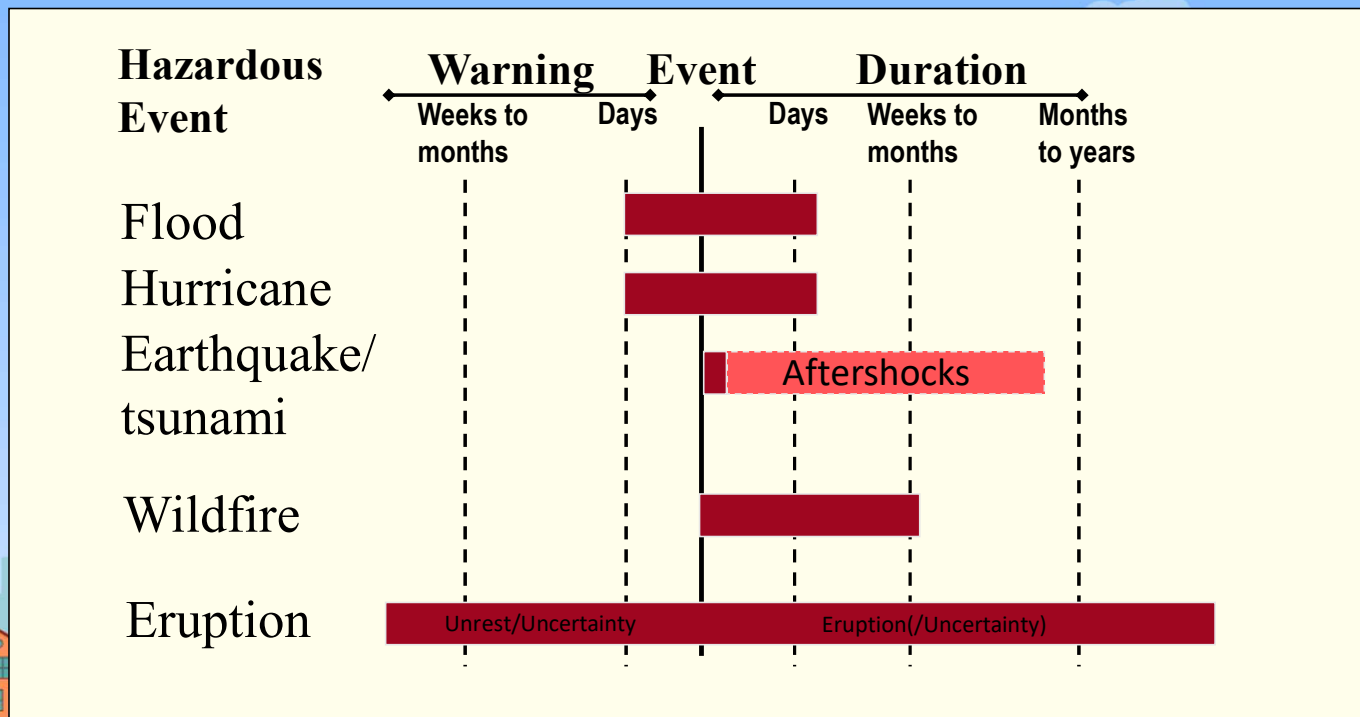 Hazardous
Event
Warning
Event
Duration
Weeks to
months
Days
Days
Weeks to
months
Months
to years
Flood
Hurricane
Earthquake/
tsunami
Aftershocks
Wildfire
Eruption
Unrest/Uncertainty
Eruption(/Uncertainty)